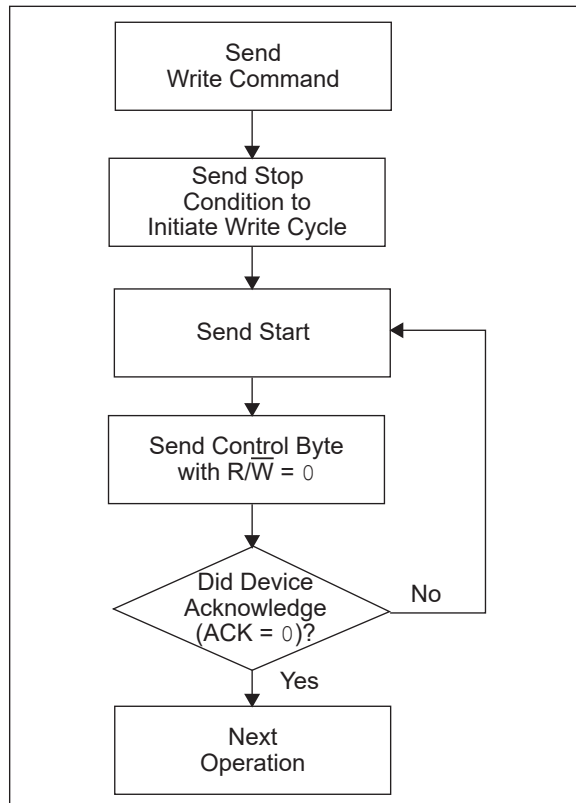 Send
Write Command
Send Stop
Condition to
Initiate Write Cycle
Send Start
Send Control Byte
with R/W̅ = 0
Did Device
Acknowledge
(ACK = 0)?
No
Yes
Next
Operation